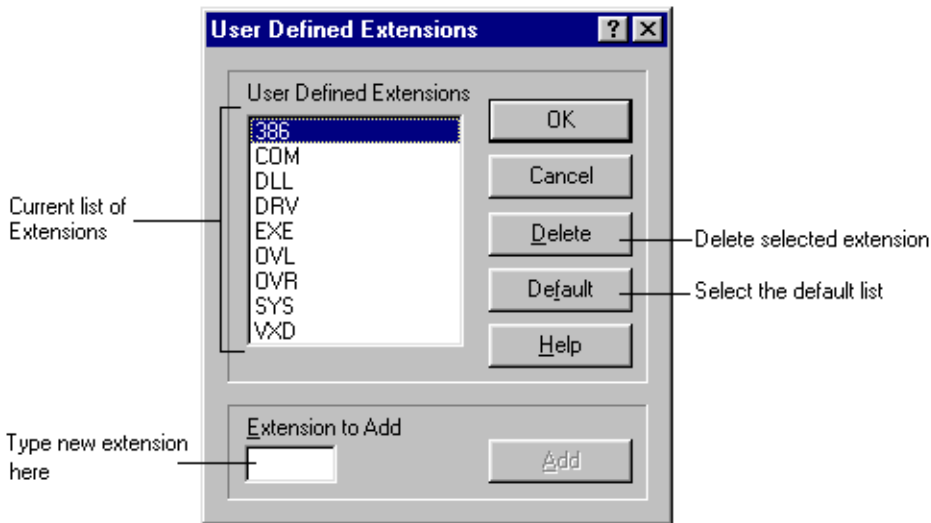 User Defined Extensions
User Defined Extensions
386
COM
DLL
DRV
EXE
OVL
OVR
SYS
VXD
OK
Cancel
Delete
Default
Help
Extension to Add
Add
Current list of
Extensions
Type new extension
here
Delete selected extension
Select the default list